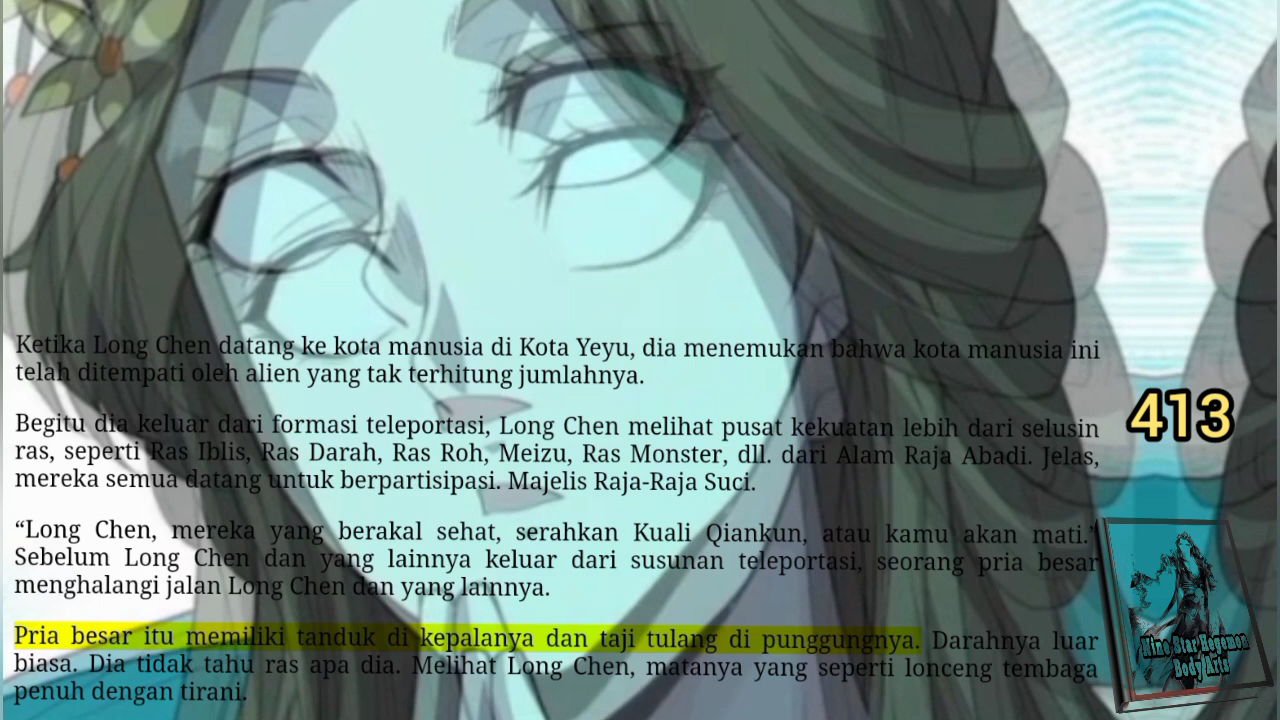 Ketika Long Chen datang ke kota manusia di Kota Yeyu, dia menemukan bahwa kota manusia ini
telah ditempati oleh alien yang tak terhitung jumlahnya.
Begitu dia keluar dari formasi teleportasi, Long Chen melihat pusat kekuatan lebih dari selusin
ras, seperti Ras Iblis, Ras Darah, Ras Roh, Meizu, Ras Monster, dll. dari Alam Raja Abadi. Jelas,
mereka semua datang untuk berpartisipasi. Majelis Raja-Raja Suci.
“Long Chen, mereka yang berakal sehat, serahkan Kuali Qiankun, atau kamu akan mati.”
Sebelum Long Chen dan yang lainnya keluar dari susunan teleportasi, seorang pria besar
menghalangi jalan Long Chen dan yang lainnya.
Pria besar itu memiliki tanduk di kepalanya dan taji tulang di punggungnya. Darahnya luar
biasa. Dia tidak tahu ras apa dia. Melihat Long Chen, matanya yang seperti lonceng tembaga
penuh dengan tirani.
413
Nine Star Hegemon
Body Arts